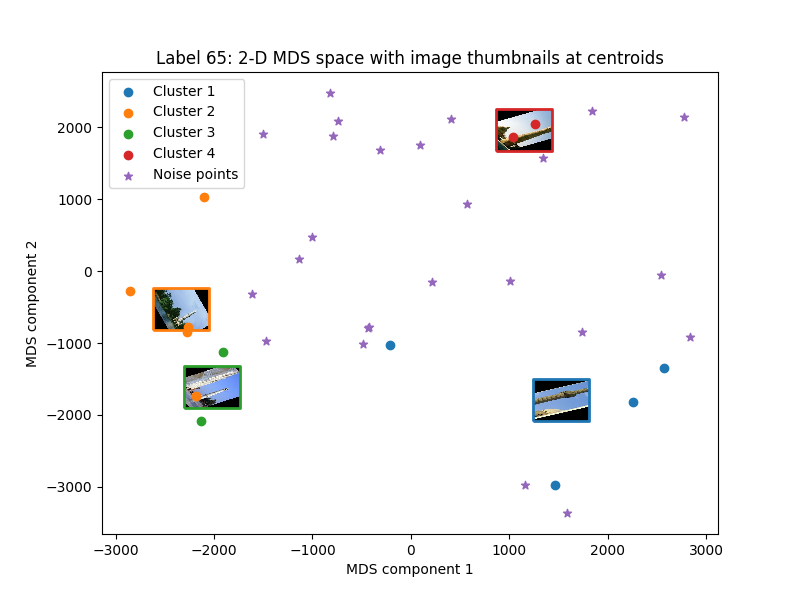 Label 65: 2-D MDS space with image thumbnails at centroids
Cluster 1
Cluster 2
Cluster 3
Cluster 4
Noise points
MDS component 2
2000
1000
0
−1000
−2000
−3000
−3000 −2000 −1000 0 1000 2000 3000
MDS component 1